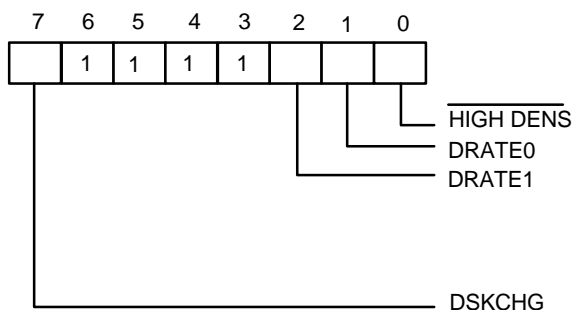 7 6 5 4 3 2 1 0
1 1 1 1
HIGH DENS
DRATE0
DRATE1
DSKCHG